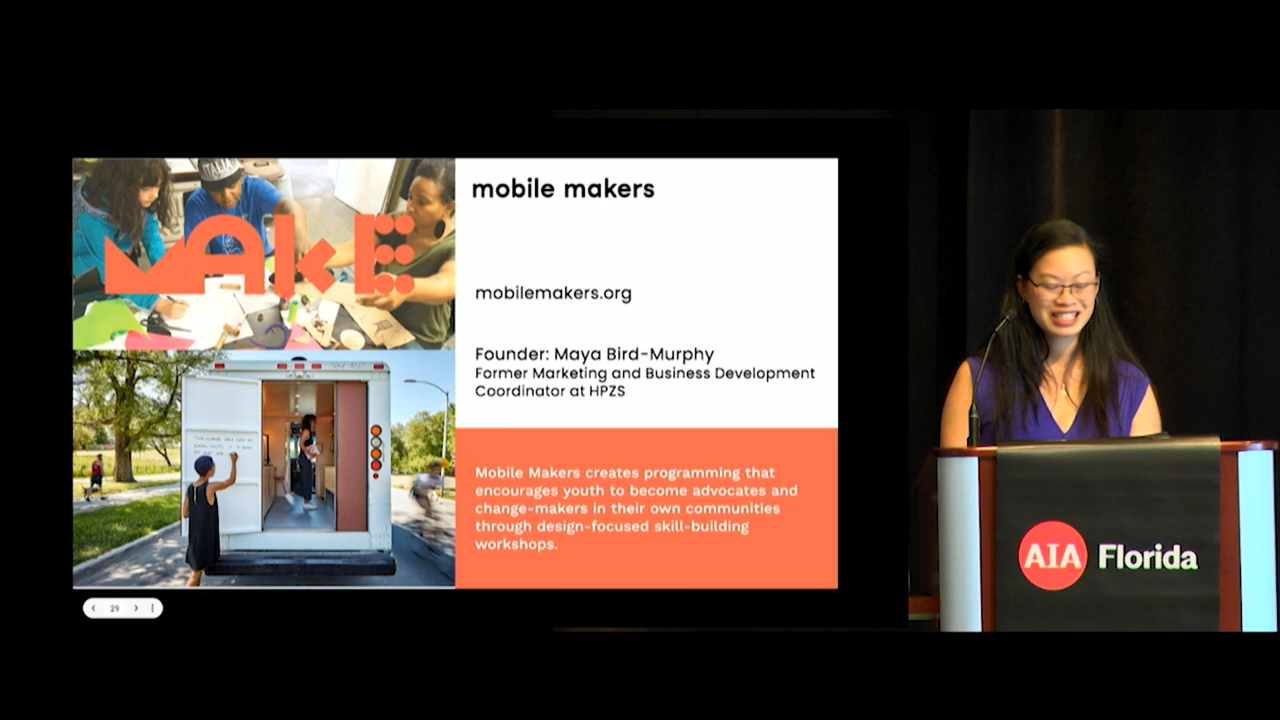 ITALIA
MAKE
mobile makers
mobilemakers.org
Founder: Maya Bird-Murphy
Former Marketing and Business Development
Coordinator at HPZS
Mobile Makers creates programming that
encourages youth to become advocates and
change-makers in their own communities
through design-focused skill-building
workshops.
29
AIA Florida